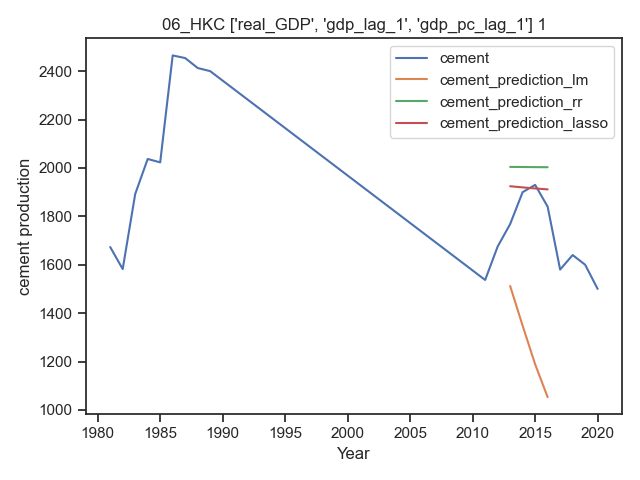 06_HKC ['real_GDP', 'gdp_lag_1', 'gdp_pc_lag_1'] 1
cement
cement_prediction_lm
cement_prediction_rr
cement_prediction_lasso
cement production
2400
2200
2000
1800
1600
1400
1200
1000
1980 1985 1990 1995 2000 2005 2010 2015 2020
Year